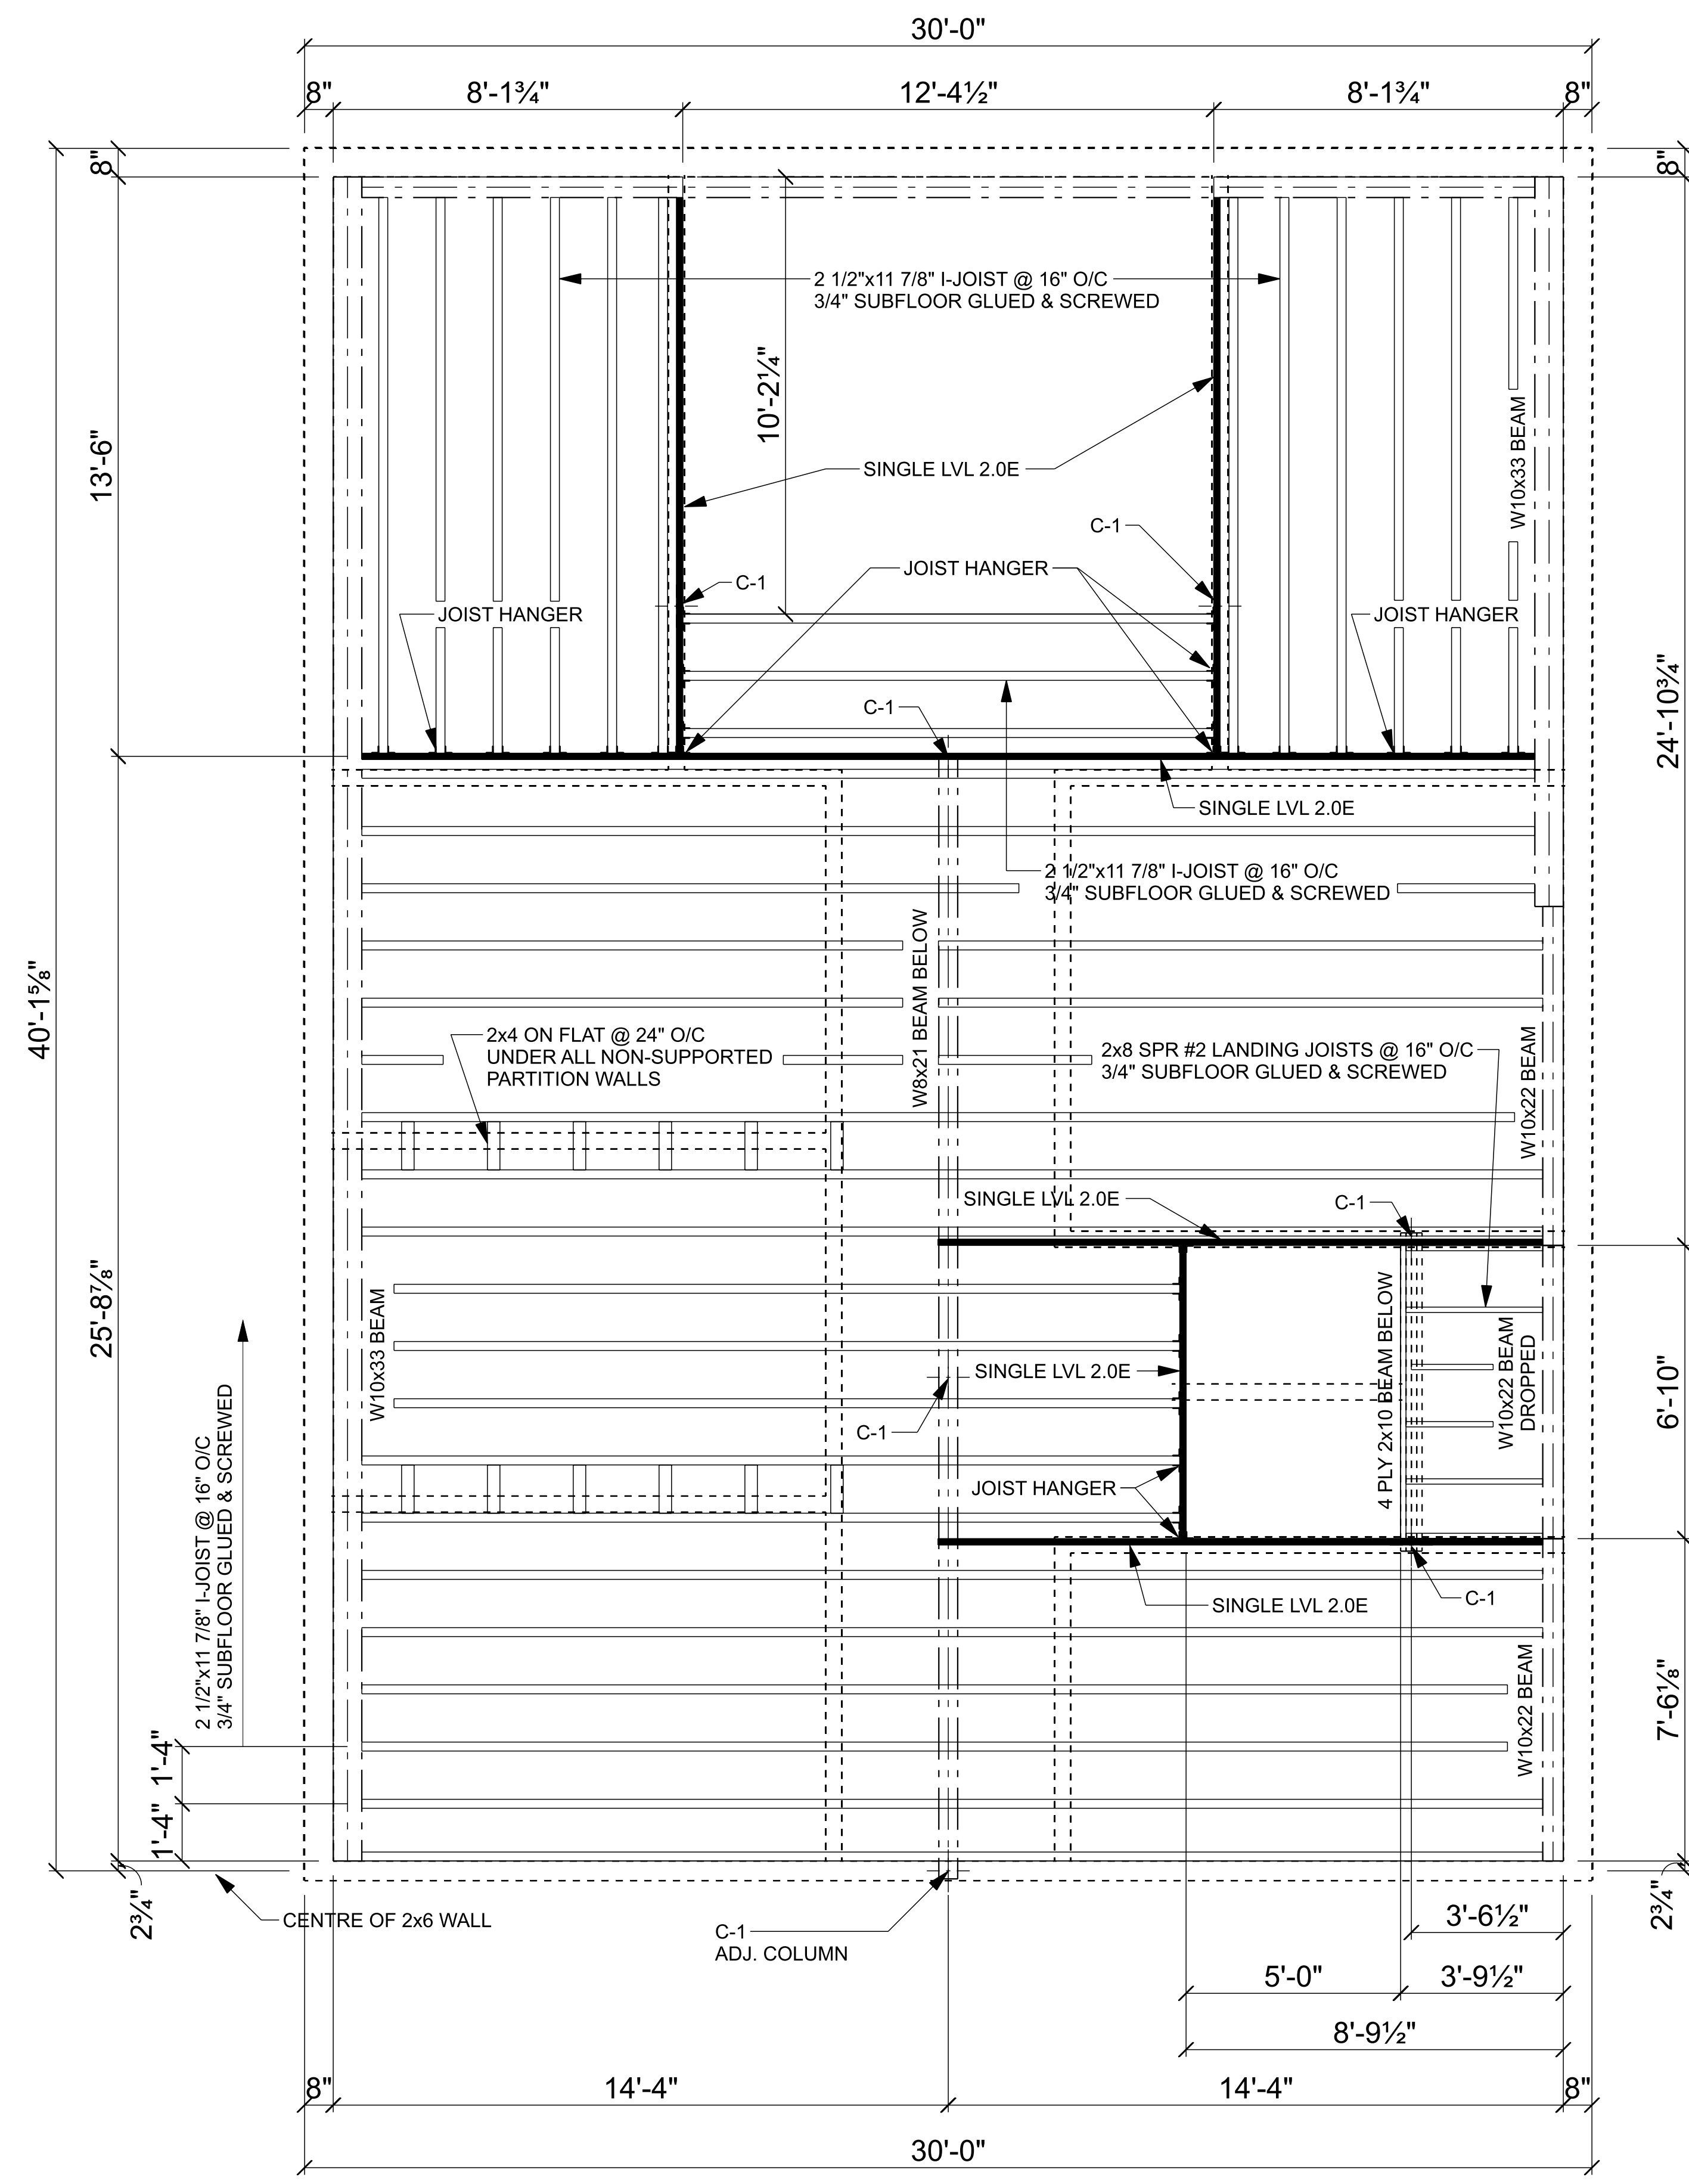 30'-0"
8"
8'-1¾"
12'-4½"
8'-1¾"
8"
8"
8"
2 1/2"x11 7/8" I-JOIST @ 16" O/C
3/4" SUBFLOOR GLUED & SCREWED
10'-2¼"
13'-6"
W10x33 BEAM
SINGLE LVL 2.0E
C-1
JOIST HANGER
C-1
JOIST HANGER
JOIST HANGER
C-1
24'-10¾"
SINGLE LVL 2.0E
2 1/2"x11 7/8" I-JOIST @ 16" O/C
3/4" SUBFLOOR GLUED & SCREWED
W8x21 BEAM BELOW
40'-1⅝"
2x4 ON FLAT @ 24" O/C
UNDER ALL NON-SUPPORTED
PARTITION WALLS
2x8 SPR #2 LANDING JOISTS @ 16" O/C
3/4" SUBFLOOR GLUED & SCREWED
W10x22 BEAM
SINGLE LVL 2.0E
C-1
25'-8⅞"
W10x33 BEAM
4 PLY 2x10 BEAM BELOW
W10x22 BEAM
DROPPED
SINGLE LVL 2.0E
6'-10"
C-1
JOIST HANGER
2 1/2"x11 7/8" I-JOIST @ 16" O/C
3/4" SUBFLOOR GLUED & SCREWED
SINGLE LVL 2.0E
C-1
W10x22 BEAM
7'-6⅛"
1'-4"
1'-4"
2¾"
CENTRE OF 2x6 WALL
C-1
ADJ. COLUMN
2¾"
3'-6½"
5'-0"
3'-9½"
8'-9½"
8"
14'-4"
14'-4"
8"
30'-0"